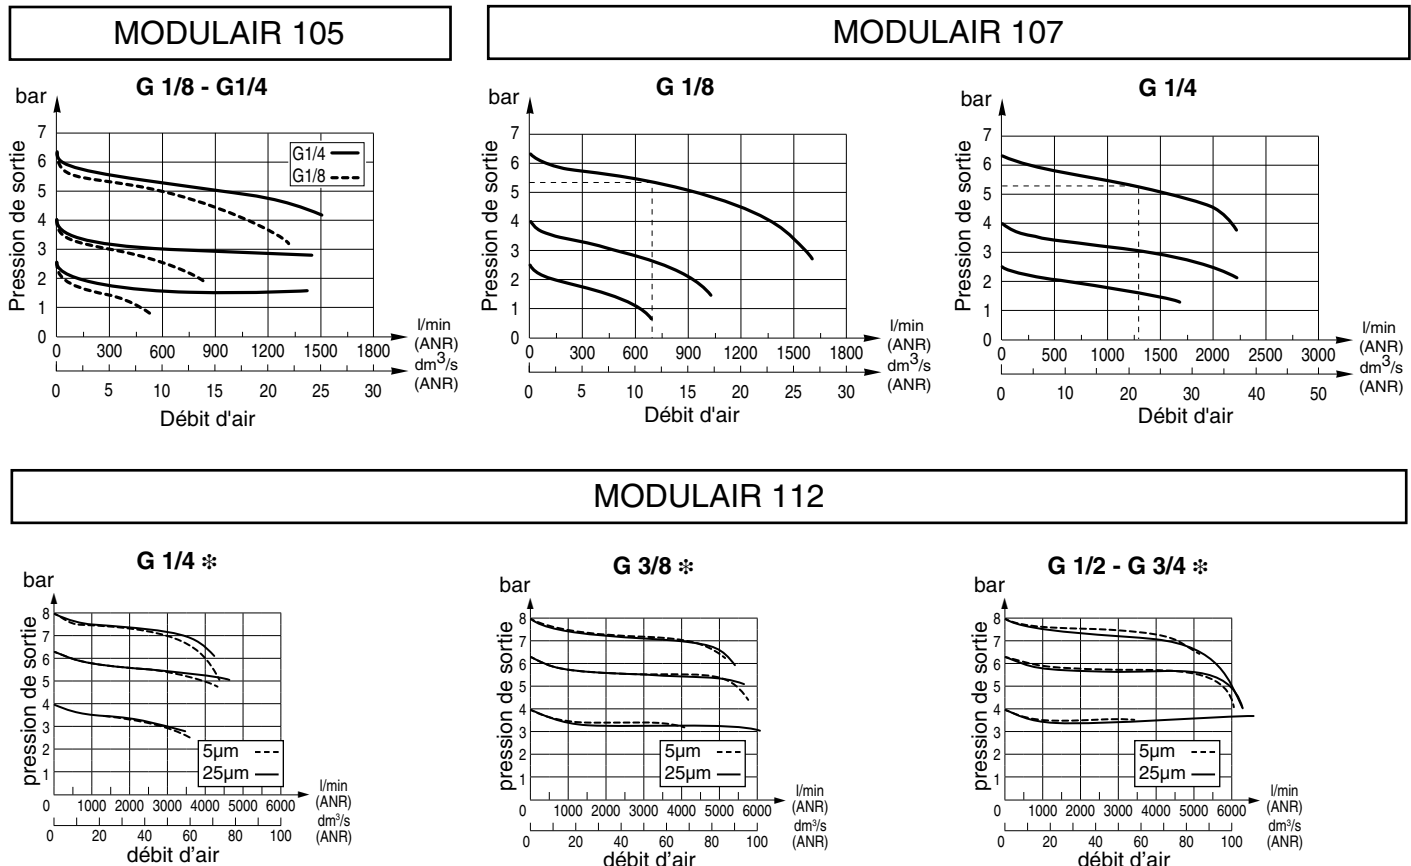 MODULAIR 105
MODULAIR 107
G 1/8 - G1/4
bar
Pression de sortie
7
6
5
4
3
2
1
0
G1/4
G1/8
0 300 600 900 1200 1500 1800
l/min
(ANR)
0 5 10 15 20 25 30
dm3/s
(ANR)
Débit d'air
G 1/8
bar
Pression de sortie
7
6
5
4
3
2
1
0
0 300 600 900 1200 1500 1800
l/min
(ANR)
0 5 10 15 20 25 30
dm3/s
(ANR)
Débit d'air
G 1/4
bar
Pression de sortie
7
6
5
4
3
2
1
0
0 500 1000 1500 2000 2500 3000
l/min
(ANR)
0 10 20 30 40 50
dm3/s
(ANR)
Débit d'air
MODULAIR 112
G 1/4 ✻
bar
pression de sortie
8
7
6
5
4
3
2
1
5µm
25µm
0 1000 2000 3000 4000 5000 6000
l/min
(ANR)
0 20 40 60 80 100
dm³/s
(ANR)
débit d'air
G 3/8 ✻
bar
pression de sortie
8
7
6
5
4
3
2
1
5µm
25µm
0 1000 2000 3000 4000 5000 6000
l/min
(ANR)
0 20 40 60 80 100
dm³/s
(ANR)
débit d'air
G 1/2 - G 3/4 ✻
bar
pression de sortie
8
7
6
5
4
3
2
1
5µm
25µm
0 1000 2000 3000 4000 5000 6000
l/min
(ANR)
0 20 40 60 80 100
dm³/s
(ANR)
débit d'air